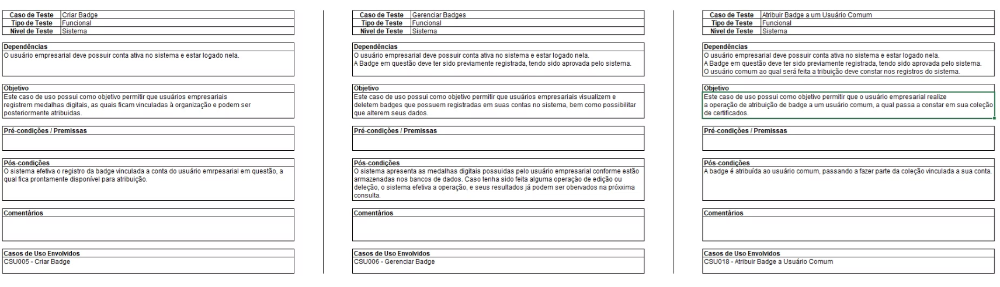 Caso de Teste Criar Badge
Tipo de Teste Funcional
Nível de Teste Sistema
Dependências
O usuário empresarial deve possuir conta ativa no sistema e estar logado nela.
Objetivo
Este caso de uso possui como objetivo permitir que usuários empresariais
registrem medalhas digitais, as quais ficam vinculadas à organização e podem ser
posteriormente atribuidas.
Pré-condições / Premissas
Pós-condições
O sistema efetiva o registro da badge vinculada a conta do usuário emrpesarial em questão, a
qual fica prontamente disponível para atribuição.
Comentários
Casos de Uso Envolvidos
CSU005 - Criar Badge
Caso de Teste Gerenciar Badges
Tipo de Teste Funcional
Nível de Teste Sistema
Dependências
O usuário empresarial deve possuir conta ativa no sistema e estar logado nela.
A Badge em questão deve ter sido previamente registrada, tendo sido aprovada pelo sistema.
Objetivo
Este caso de uso possui como objetivo permitir que usuários empresariais visualizem e
deletem badges que possuem registradas em suas contas no sistema, bem como possibilitar
que alterem seus dados.
Pré-condições / Premissas
Pós-condições
O sistema apresenta as medalhas digitais possuidas pelo usuário empresarial conforme estão
armazenadas nos bancos de dados. Caso tenha sido feita alguma operação de edição ou
deleção, o sistema efetiva a operação, e seus resultados já podem ser obervados na próxxima
consulta.
Comentários
Casos de Uso Envolvidos
CSU006 - Gerenciar Badge
Caso de Teste Atribuir Badge a um Usuário Comum
Tipo de Teste Funcional
Nível de Teste Sistema
Dependências
O usuário empresarial deve possuir conta ativa no sistema e estar logado nela.
A Badge em questão deve ter sido previamente registrada, tendo sido aprovada pelo sistema.
O usuário comum ao qual será feita a tribuição deve constar nos registros do sistema.
Objetivo
Este caso de uso possui como objetivo permitir que o usuário empresarial realize
a operação de atribuição de badge a um usuário comum, a qual passa a constar em sua coleção
de certificados.
Pré-condições / Premissas
Pós-condições
A badge é atribuída ao usuário comum, passando a fazer parte da coleção vinculada a sua conta.
Comentários
Casos de Uso Envolvidos
CSU018 - Atribuir Badge a Usuário Comum